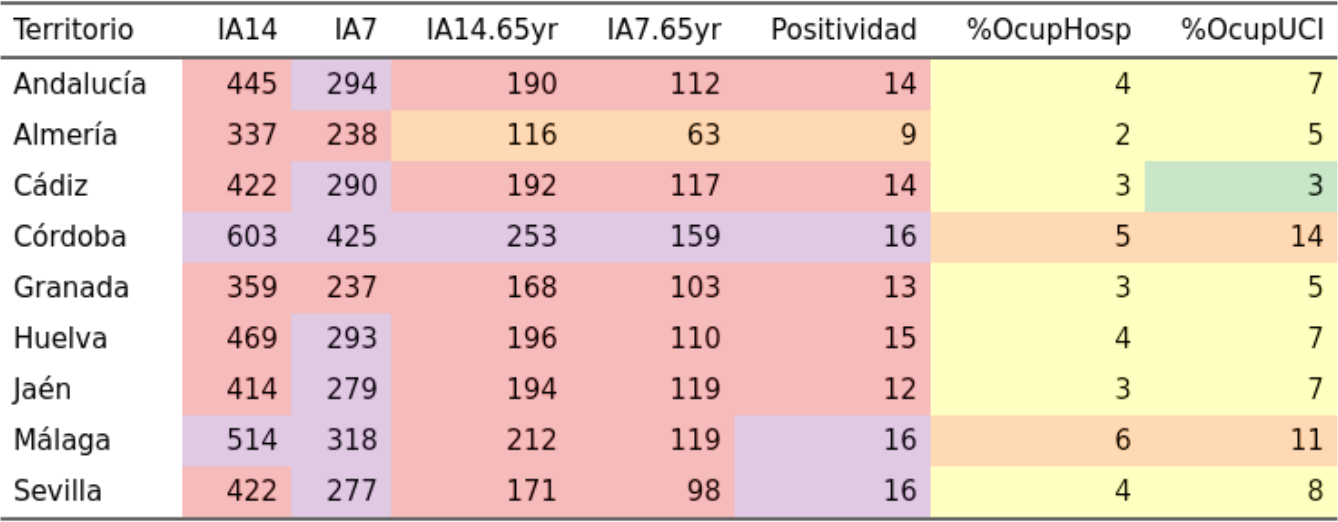 Territorio IA14 IA7 IA14.65yr IA7.65yr Positividad %OcupHosp %OcupUCI
Andalucía 445 294 190 112 14 4 7
Almería 337 238 116 63 9 2 5
Cádiz 422 290 192 117 14 3 3
Córdoba 603 425 253 159 16 5 14
Granada 359 237 168 103 13 3 5
Huelva 469 293 196 110 15 4 7
Jaén 414 279 194 119 12 3 7
Málaga 514 318 212 119 16 6 11
Sevilla 422 277 171 98 16 4 8